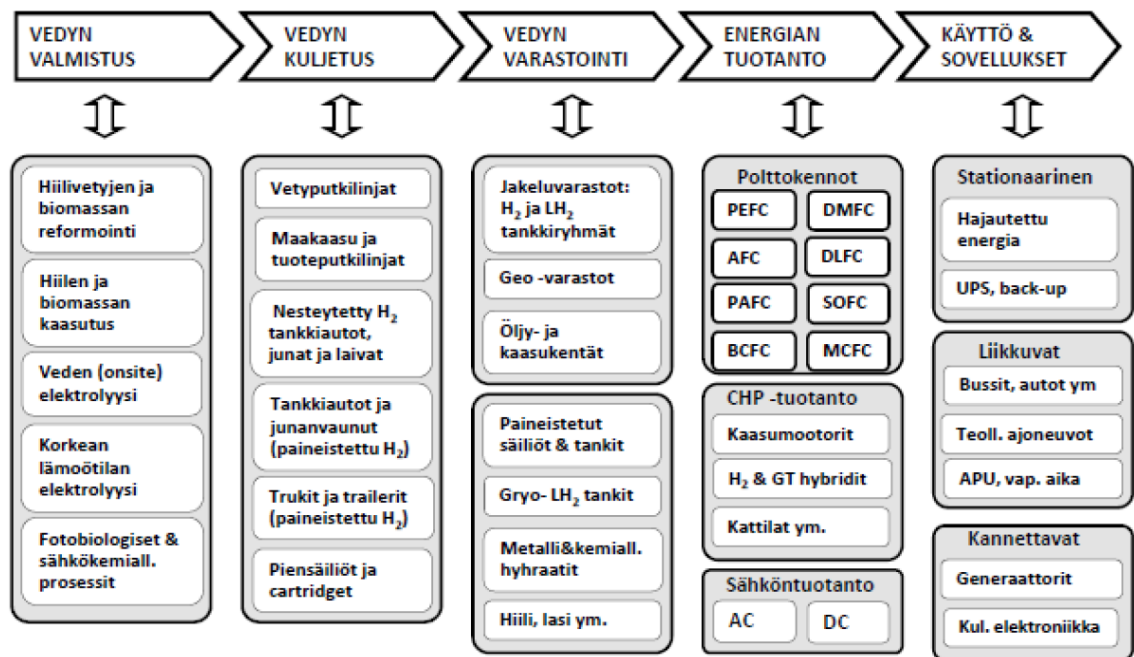 VEDYN
VALMISTUS
VEDYN
KULJETUS
VEDYN
VARASTOINTI
ENERGIAN
TUOTANTO
KÄYTTÖ &
SOVELLUKSET
Hiilivetyjen ja
biomassan
reformointi
Hiilen ja
biomassan
kaasutus
Veden (onsite)
elektrolyysi
Korkean
lämöötilan
elektrolyysi
Fotobiologiset &
sähkökemiall.
prosessit
Vetyputkilinjat
Maakaasu ja
tuoteputkilinjat
Nesteytetty H₂
tankkiautot,
junat ja laivat
Tankkiautot ja
junanvaunut
(paineistettu H₂)
Trukit ja trailerit
(paineistettu H₂)
Piensäiliöt ja
cartridget
Jakeluvarastot:
H₂ ja LH₂
tankkiryhmät
Geo -varastot
Öljy- ja
kaasukentät
Paineistetut
säiliöt & tankit
Gryo- LH₂ tankit
Metalli&kemiall.
hyhraatit
Hiili, lasi ym.
Polttokennot
PEFC DMFC
AFC DLFC
PAFC SOFC
BCFC MCFC
CHP -tuotanto
Kaasumootorit
H₂ & GT hybridit
Kattilat ym.
Sähköntuotanto
AC DC
Stationaarinen
Hajautettu
energia
UPS, back-up
Liikkuvat
Bussit, autot ym
Teoll. ajoneuvot
APU, vap. aika
Kannettavat
Generaattorit
Kul. elektroniikka